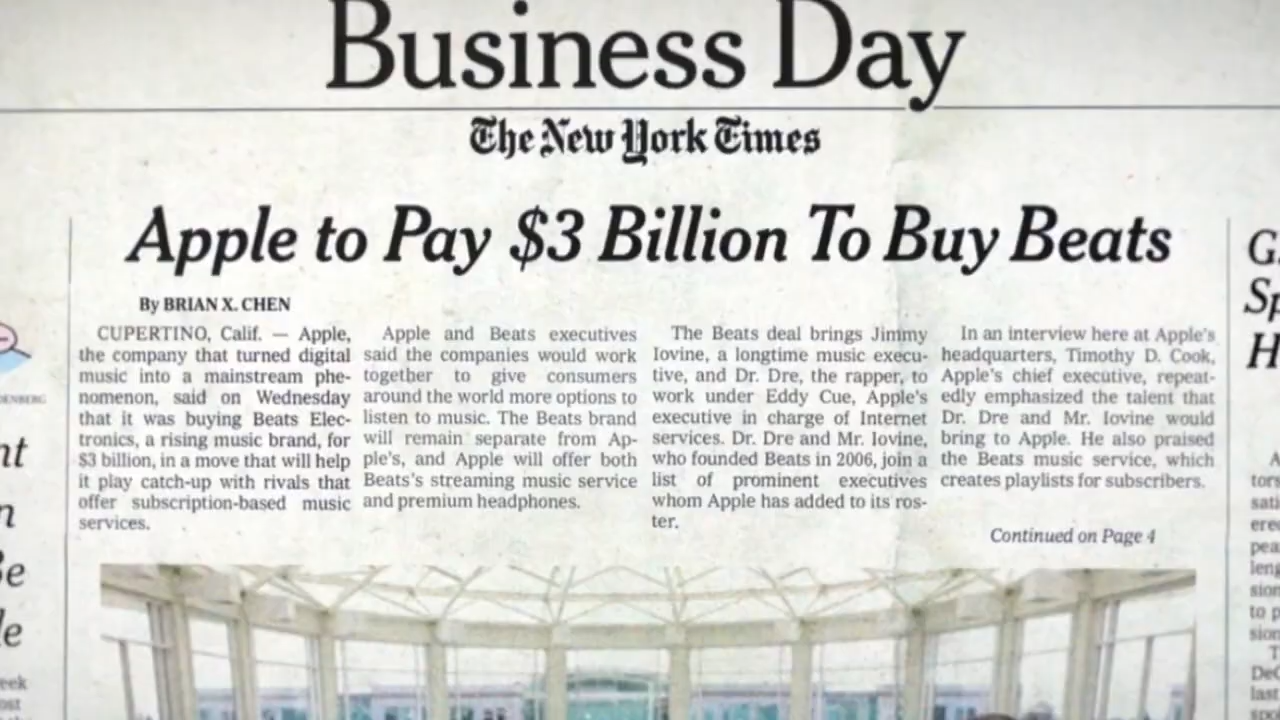 Business Day
The New York Times
Apple to Pay $3 Billion To Buy Beats
By BRIAN X. CHEN
CUPERTINO, Calif. — Apple,
the company that turned digital
music into a mainstream phe-
nomenon, said on Wednesday
that it was buying Beats Elec-
tronics, a rising music brand, for
$3 billion, in a move that will help
it play catch-up with rivals that
offer subscription-based music
services.
Apple and Beats executives
said the companies would work
together to give consumers
around the world more options to
listen to music. The Beats brand
will remain separate from Ap-
ple's, and Apple will offer both
Beats's streaming music service
and premium headphones.
The Beats deal brings Jimmy
Iovine, a longtime music execu-
tive, and Dr. Dre, the rapper, to
work under Eddy Cue, Apple's
executive in charge of Internet
services. Dr. Dre and Mr. Iovine,
who founded Beats in 2006, join a
list of prominent executives
whom Apple has added to its ros-
ter.
In an interview here at Apple's
headquarters, Timothy D. Cook,
Apple's chief executive, repeat-
edly emphasized the talent that
Dr. Dre and Mr. Iovine would
bring to Apple. He also praised
the Beats music service, which
creates playlists for subscribers.
Continued on Page 4